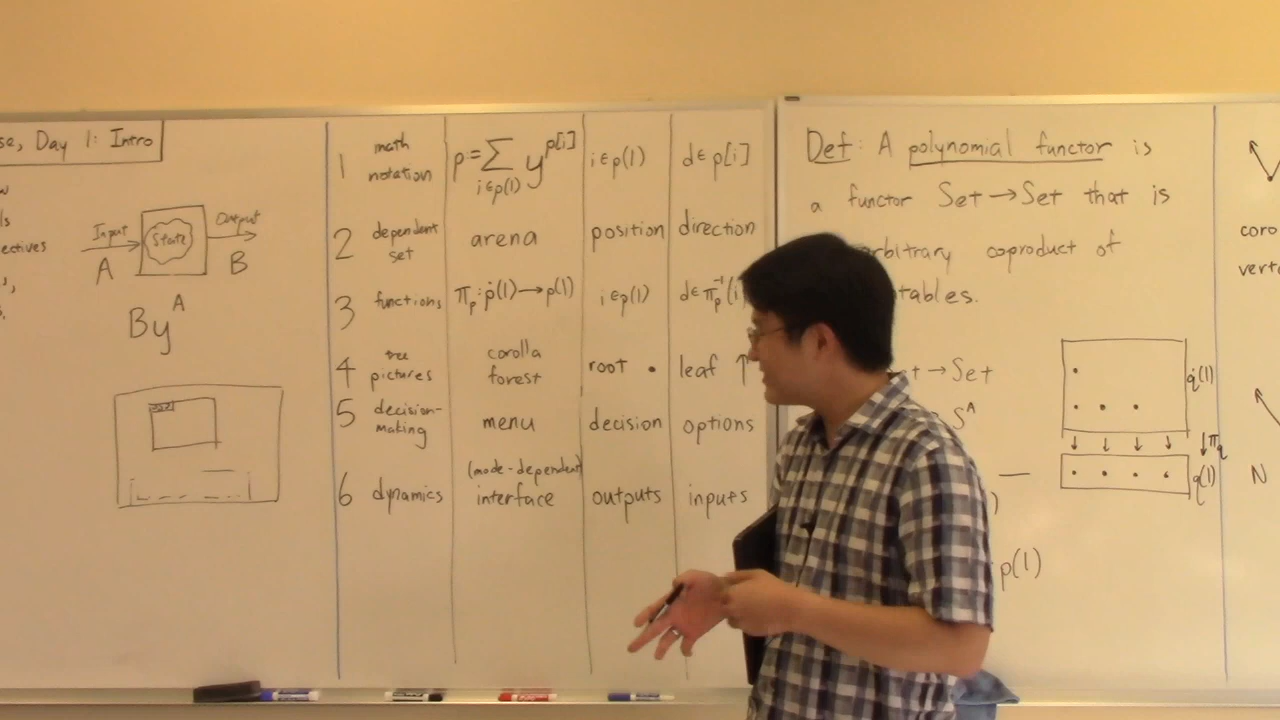 se, Day 1: Intro
ls
ectives
Input
State
Output
A
B
By^A
1 math notation p = ∑_{i∈p(1)} y^{p[i]} i∈p(1) d∈p[i]
2 dependent set arena position direction
3 functions π_p: ṗ(1)→p(1) i∈p(1) d∈π_p^{-1}(i
4 tree pictures corolla forest root • leaf ↑
5 decision-making menu decision options
6 dynamics (mode-dependent) interface outputs inputs
Def: A polynomial functor is
a functor Set→Set that is
arbitrary coproduct of
tables.
t → Set
S^A
)
p(1)
q̇(1)
↓π_q
q(1)
coro
verte
N